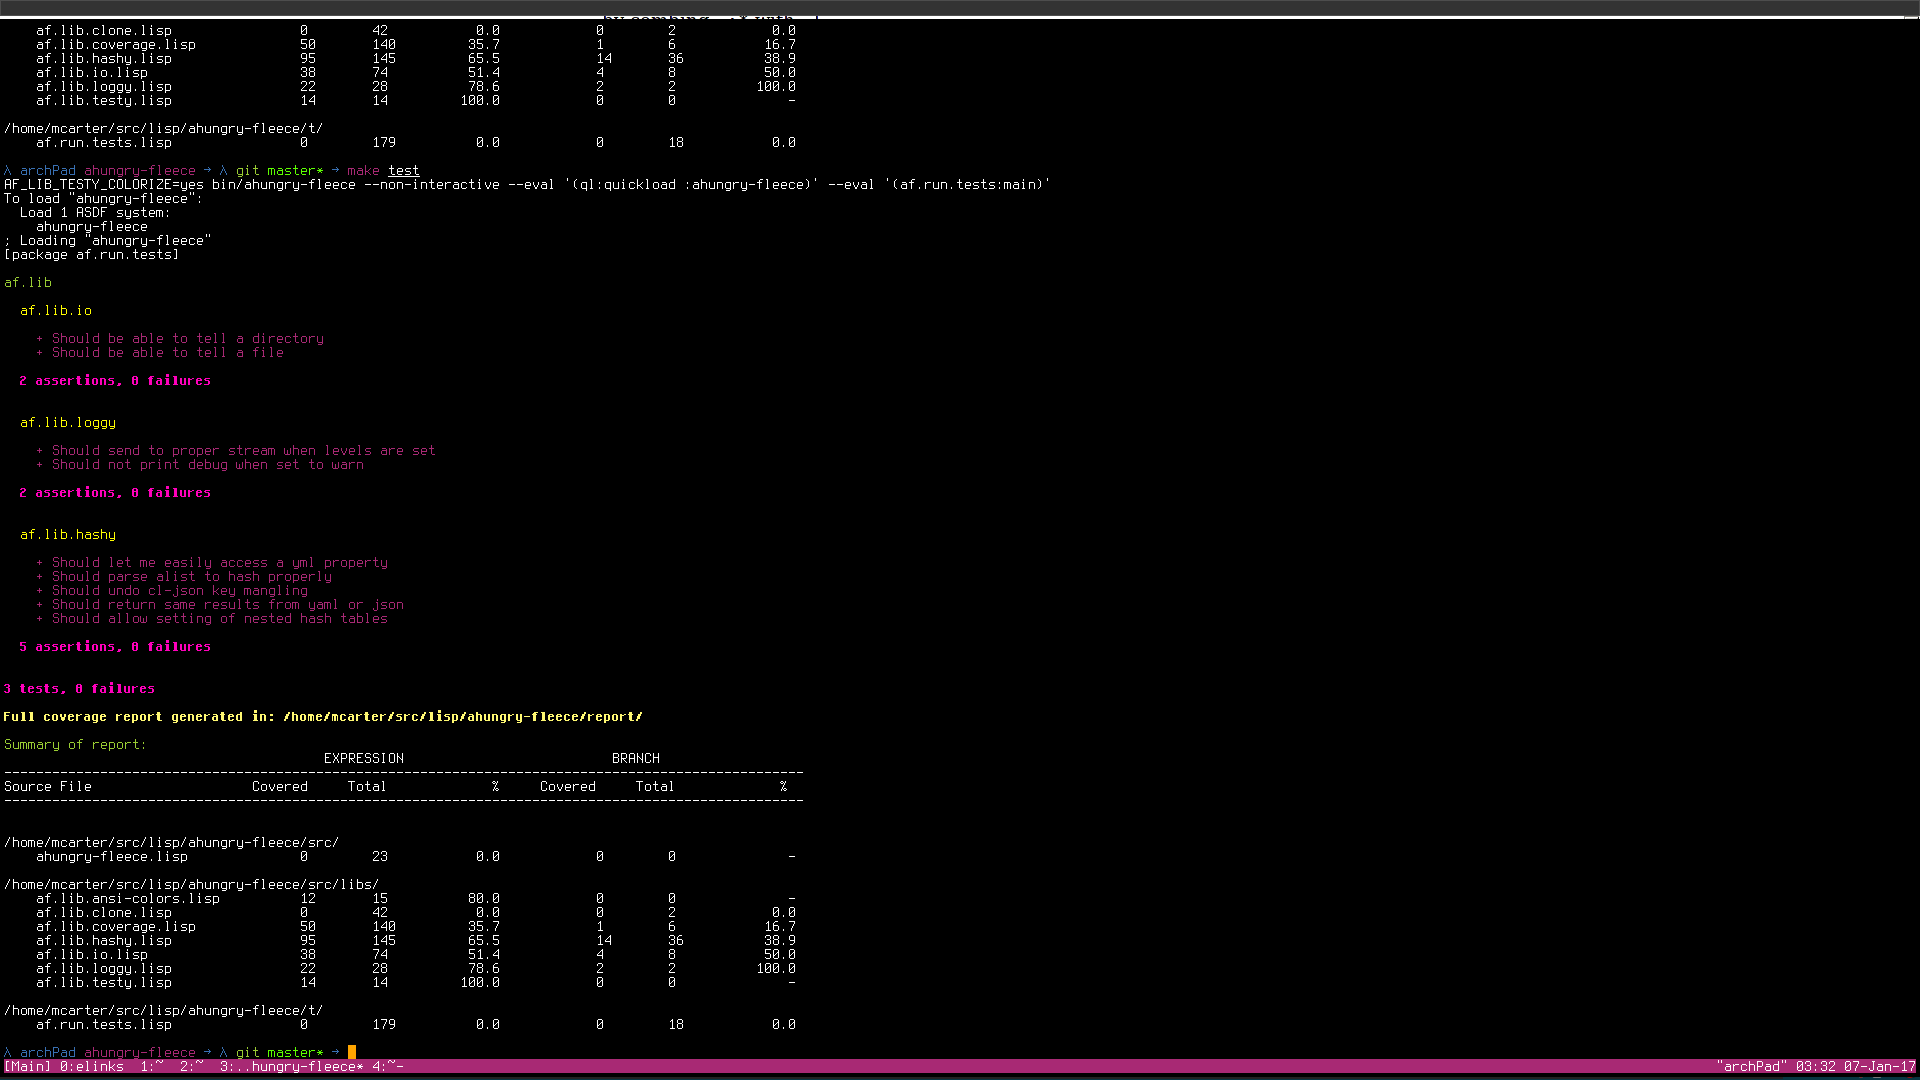 af.lib.clone.lisp 0 42 0.0 0 2 0.0
af.lib.coverage.lisp 50 140 35.7 1 6 16.7
af.lib.hashy.lisp 95 145 65.5 14 36 38.9
af.lib.io.lisp 38 74 51.4 4 8 50.0
af.lib.loggy.lisp 22 28 78.6 2 2 100.0
af.lib.testy.lisp 14 14 100.0 0 0 -
/home/mcarter/src/lisp/ahungry-fleece/t/
af.run.tests.lisp 0 179 0.0 0 18 0.0
λ archPad ahungry-fleece → λ git master* → make test
AF_LIB_TESTY_COLORIZE=yes bin/ahungry-fleece --non-interactive --eval '(ql:quickload :ahungry-fleece)' --eval '(af.run.tests:main)'
To load "ahungry-fleece":
Load 1 ASDF system:
ahungry-fleece
; Loading "ahungry-fleece"
[package af.run.tests]
af.lib
af.lib.io
+ Should be able to tell a directory
+ Should be able to tell a file
2 assertions, 0 failures
af.lib.loggy
+ Should send to proper stream when levels are set
+ Should not print debug when set to warn
2 assertions, 0 failures
af.lib.hashy
+ Should let me easily access a yml property
+ Should parse alist to hash properly
+ Should undo cl-json key mangling
+ Should return same results from yaml or json
+ Should allow setting of nested hash tables
5 assertions, 0 failures
3 tests, 0 failures
Full coverage report generated in: /home/mcarter/src/lisp/ahungry-fleece/report/
Summary of report:
EXPRESSION BRANCH
----------------------------------------------------------------------------------------------------
Source File Covered Total % Covered Total %
----------------------------------------------------------------------------------------------------
/home/mcarter/src/lisp/ahungry-fleece/src/
ahungry-fleece.lisp 0 23 0.0 0 0 -
/home/mcarter/src/lisp/ahungry-fleece/src/libs/
af.lib.ansi-colors.lisp 12 15 80.0 0 0 -
af.lib.clone.lisp 0 42 0.0 0 2 0.0
af.lib.coverage.lisp 50 140 35.7 1 6 16.7
af.lib.hashy.lisp 95 145 65.5 14 36 38.9
af.lib.io.lisp 38 74 51.4 4 8 50.0
af.lib.loggy.lisp 22 28 78.6 2 2 100.0
af.lib.testy.lisp 14 14 100.0 0 0 -
/home/mcarter/src/lisp/ahungry-fleece/t/
af.run.tests.lisp 0 179 0.0 0 18 0.0
λ archPad ahungry-fleece → λ git master* →
[Main] 0:elinks 1:~ 2:~ 3:..hungry-fleece* 4:~- "archPad" 03:32 07-Jan-17